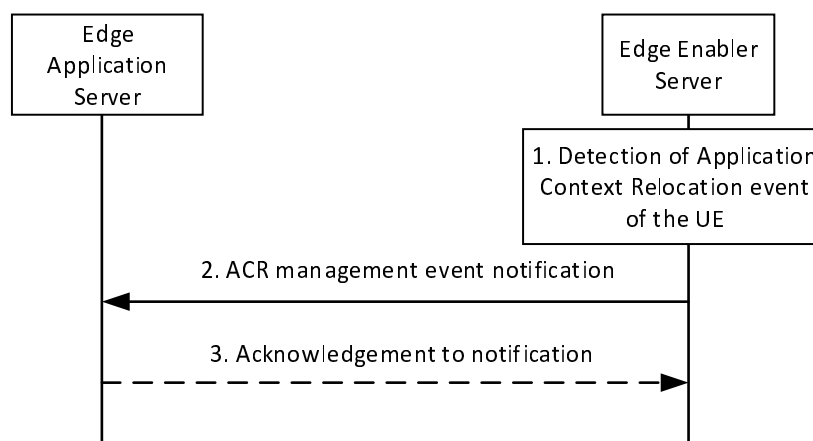 Edge
Application
Server
Edge Enabler
Server
1. Detection of Application
Context Relocation event
of the UE
2. ACR management event notification
3. Acknowledgement to notification